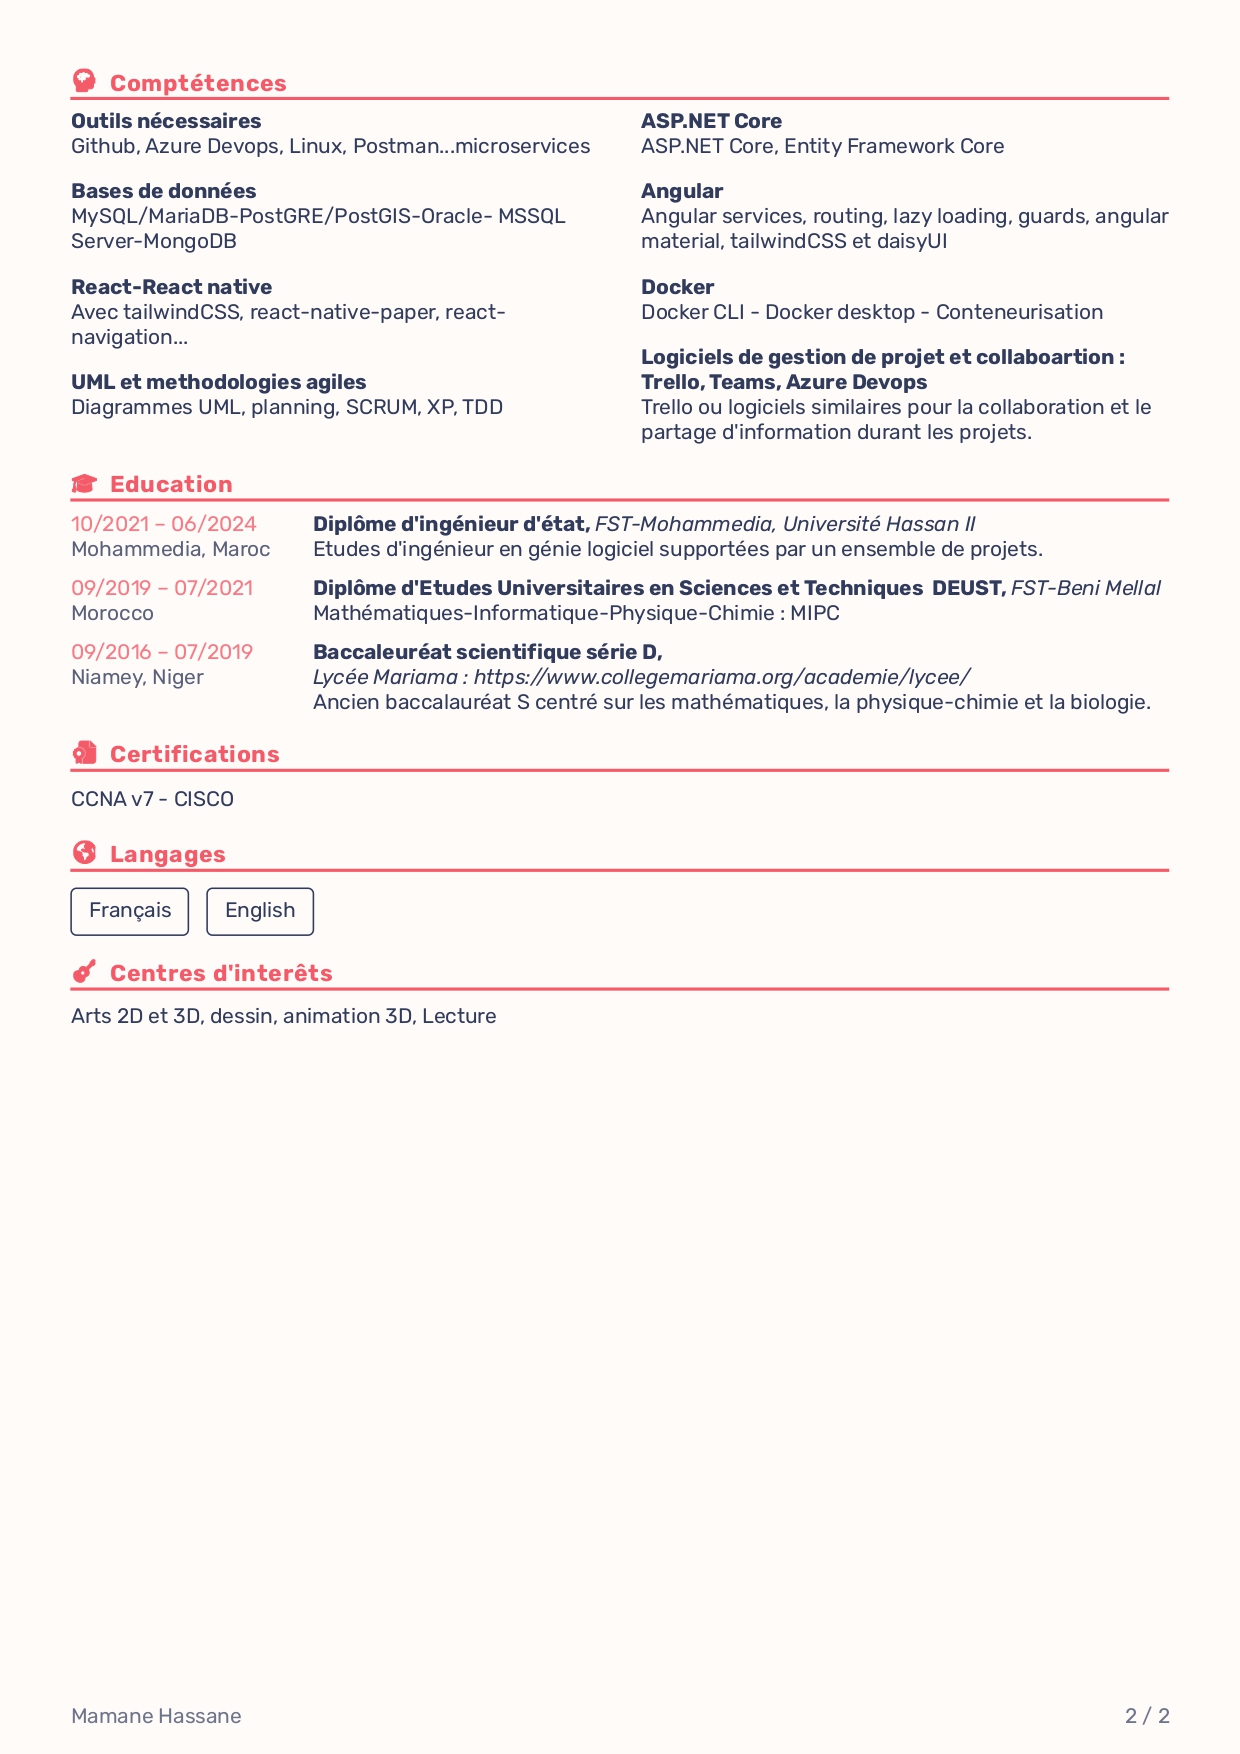 Comptétences
Outils nécessaires
Github, Azure Devops, Linux, Postman...microservices
Bases de données
MySQL/MariaDB-PostGRE/PostGIS-Oracle- MSSQL
Server-MongoDB
React-React native
Avec tailwindCSS, react-native-paper, react-
navigation...
UML et methodologies agiles
Diagrammes UML, planning, SCRUM, XP, TDD
ASP.NET Core
ASP.NET Core, Entity Framework Core
Angular
Angular services, routing, lazy loading, guards, angular
material, tailwindCSS et daisyUI
Docker
Docker CLI - Docker desktop - Conteneurisation
Logiciels de gestion de projet et collaboartion :
Trello, Teams, Azure Devops
Trello ou logiciels similaires pour la collaboration et le
partage d'information durant les projets.
Education
10/2021 – 06/2024
Mohammedia, Maroc
Diplôme d'ingénieur d'état, FST-Mohammedia, Université Hassan II
Etudes d'ingénieur en génie logiciel supportées par un ensemble de projets.
09/2019 – 07/2021
Morocco
Diplôme d'Etudes Universitaires en Sciences et Techniques  DEUST, FST-Beni Mellal
Mathématiques-Informatique-Physique-Chimie : MIPC
09/2016 – 07/2019
Niamey, Niger
Baccaleuréat scientifique série D,
Lycée Mariama : https://www.collegemariama.org/academie/lycee/
Ancien baccalauréat S centré sur les mathématiques, la physique-chimie et la biologie.
Certifications
CCNA v7 - CISCO
Langages
Français English
Centres d'interêts
Arts 2D et 3D, dessin, animation 3D, Lecture
Mamane Hassane 2 / 2